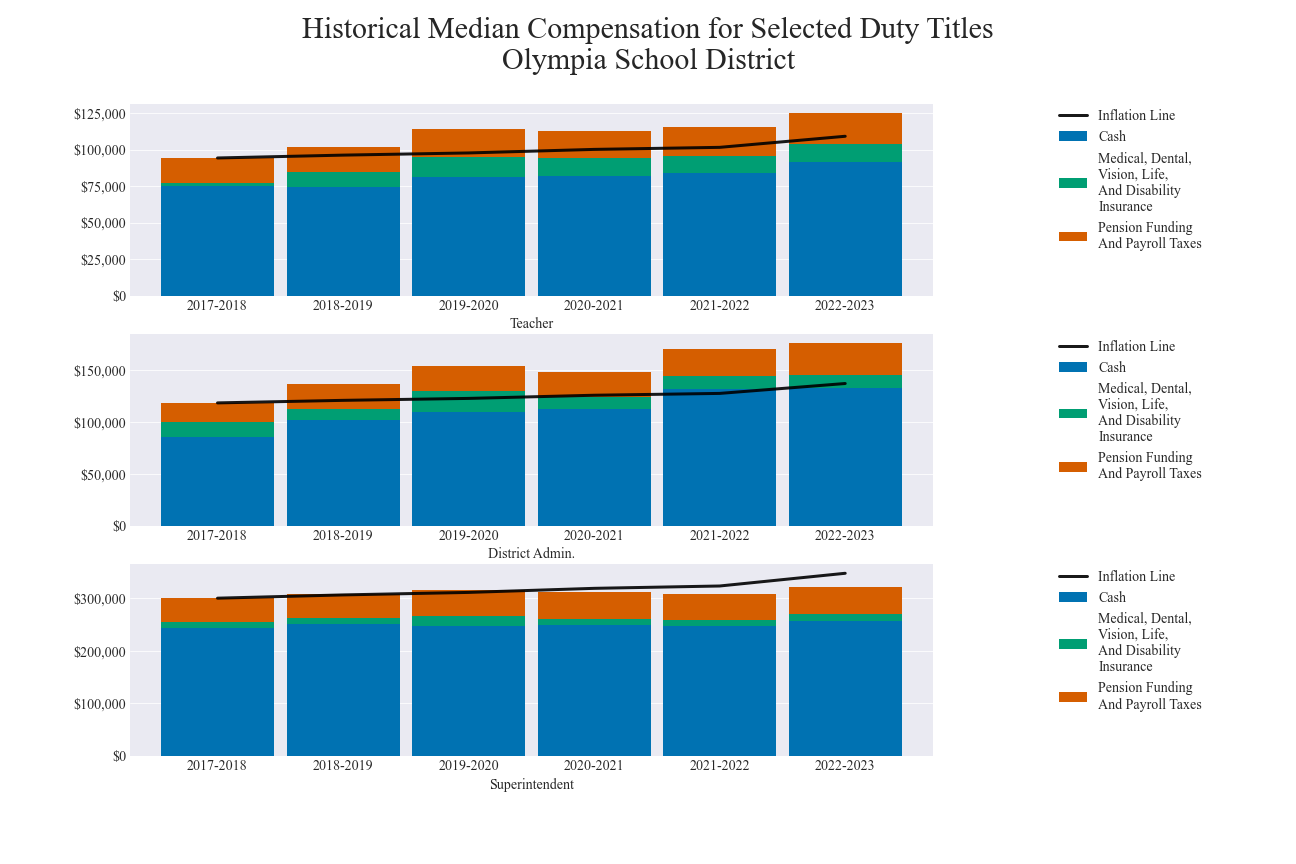 Historical Median Compensation for Selected Duty Titles
Olympia School District
$125,000
$100,000
$75,000
$50,000
$25,000
$0
2017-2018 2018-2019 2019-2020 2020-2021 2021-2022 2022-2023
Teacher
Inflation Line
Cash
Medical, Dental,
Vision, Life,
And Disability
Insurance
Pension Funding
And Payroll Taxes
$150,000
$100,000
$50,000
$0
2017-2018 2018-2019 2019-2020 2020-2021 2021-2022 2022-2023
District Admin.
Inflation Line
Cash
Medical, Dental,
Vision, Life,
And Disability
Insurance
Pension Funding
And Payroll Taxes
$300,000
$200,000
$100,000
$0
2017-2018 2018-2019 2019-2020 2020-2021 2021-2022 2022-2023
Superintendent
Inflation Line
Cash
Medical, Dental,
Vision, Life,
And Disability
Insurance
Pension Funding
And Payroll Taxes